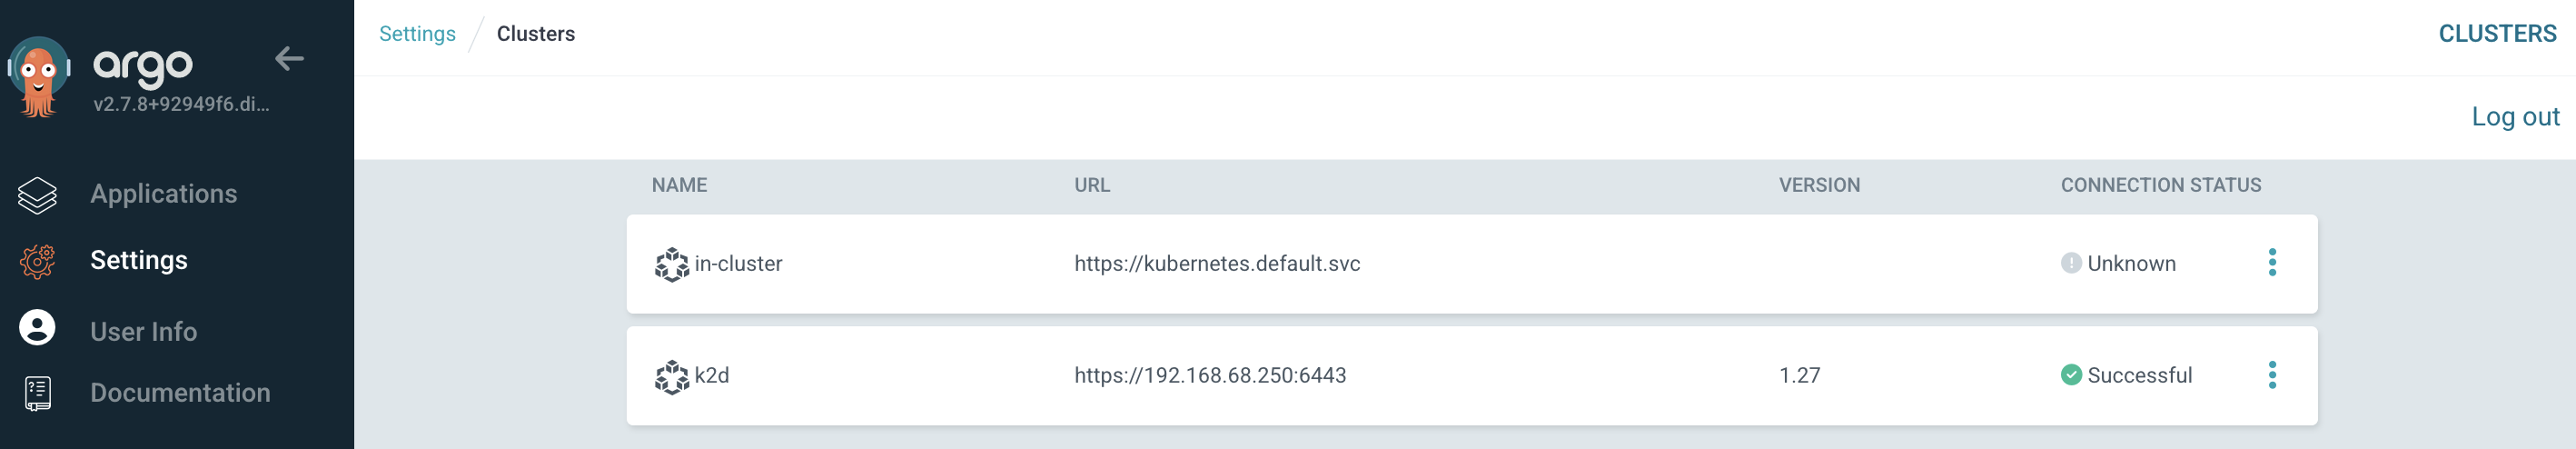 argo
v2.7.8+92949f6.di...
Applications
Settings
User Info
Documentation
Settings / Clusters
CLUSTERS
Log out
NAME URL VERSION CONNECTION STATUS
in-cluster https://kubernetes.default.svc Unknown
k2d https://192.168.68.250:6443 1.27 Successful